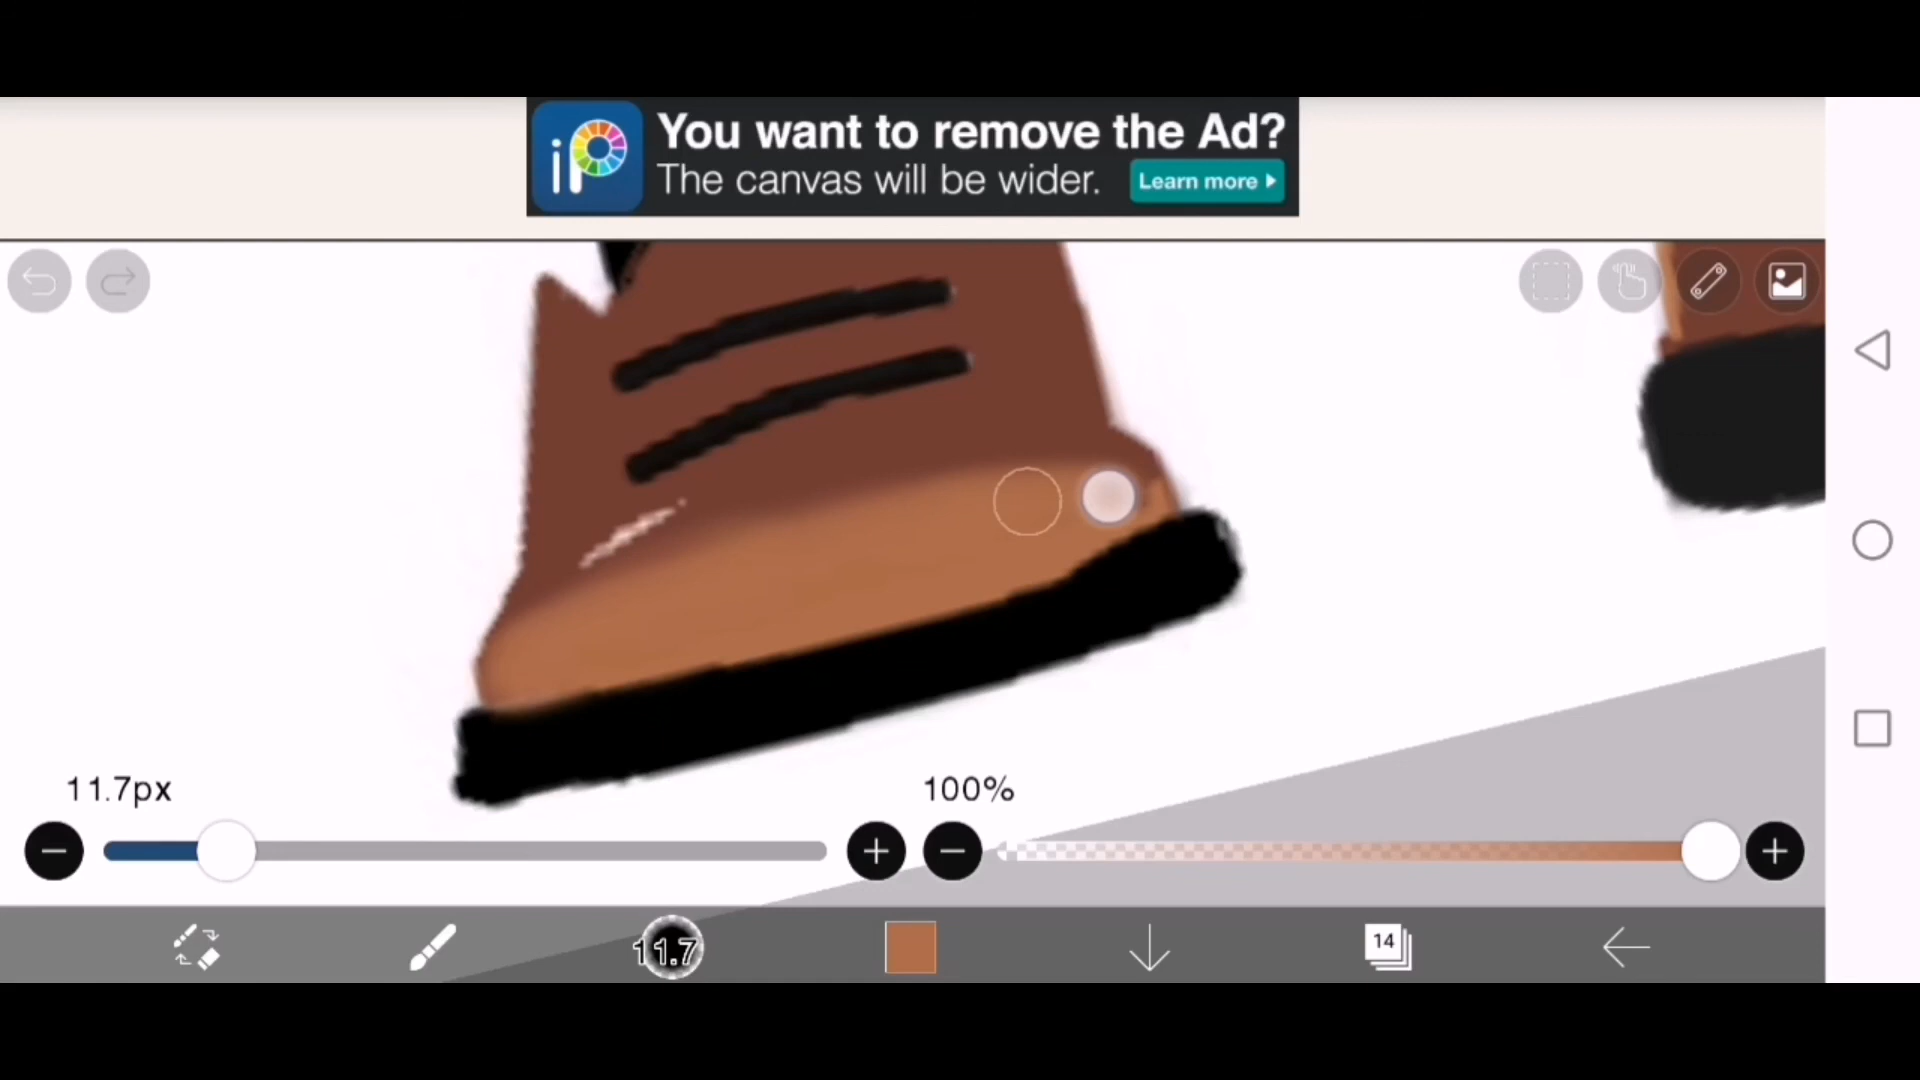 iP
You want to remove the Ad?
The canvas will be wider.
Learn more
11.7px
100%
11.7
14